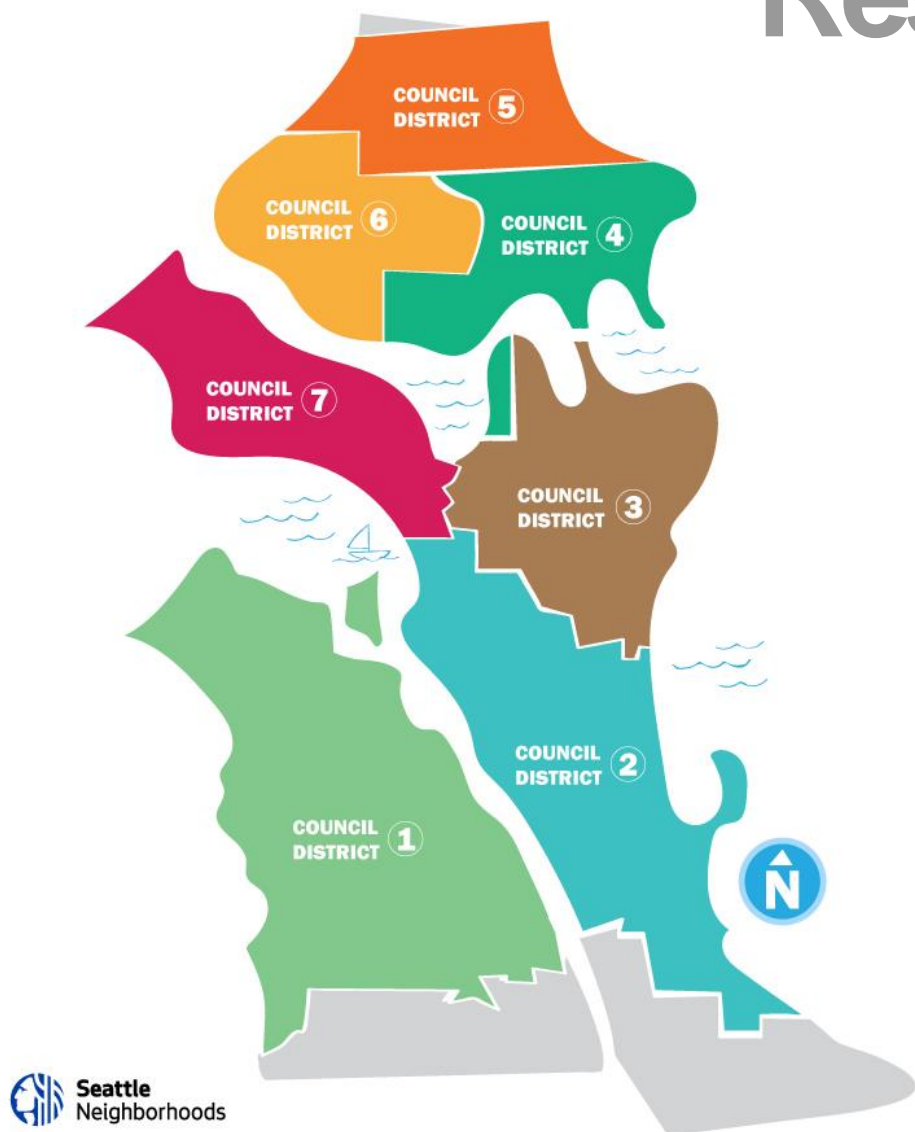 COUNCIL
DISTRICT 5
COUNCIL
DISTRICT 6
COUNCIL
DISTRICT 4
COUNCIL
DISTRICT 7
COUNCIL
DISTRICT 3
COUNCIL
DISTRICT 2
COUNCIL
DISTRICT 1
N
Seattle
Neighborhoods